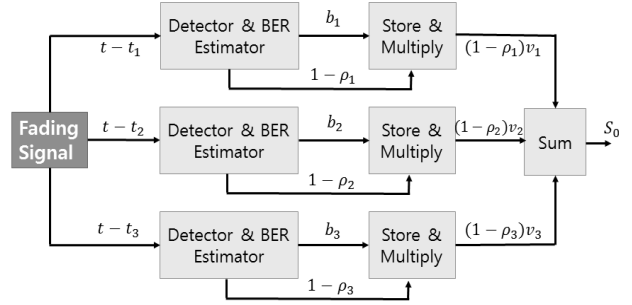 Detector & BER
Estimator
b₁
Store &
Multiply
(1 − ρ₁)v₁
t − t₁
1 − ρ₁
Fading
Signal
t − t₂
Detector & BER
Estimator
b₂
Store &
Multiply
(1 − ρ₂)v₂
Sum
S₀
1 − ρ₂
t − t₃
Detector & BER
Estimator
b₃
Store &
Multiply
(1 − ρ₃)v₃
1 − ρ₃